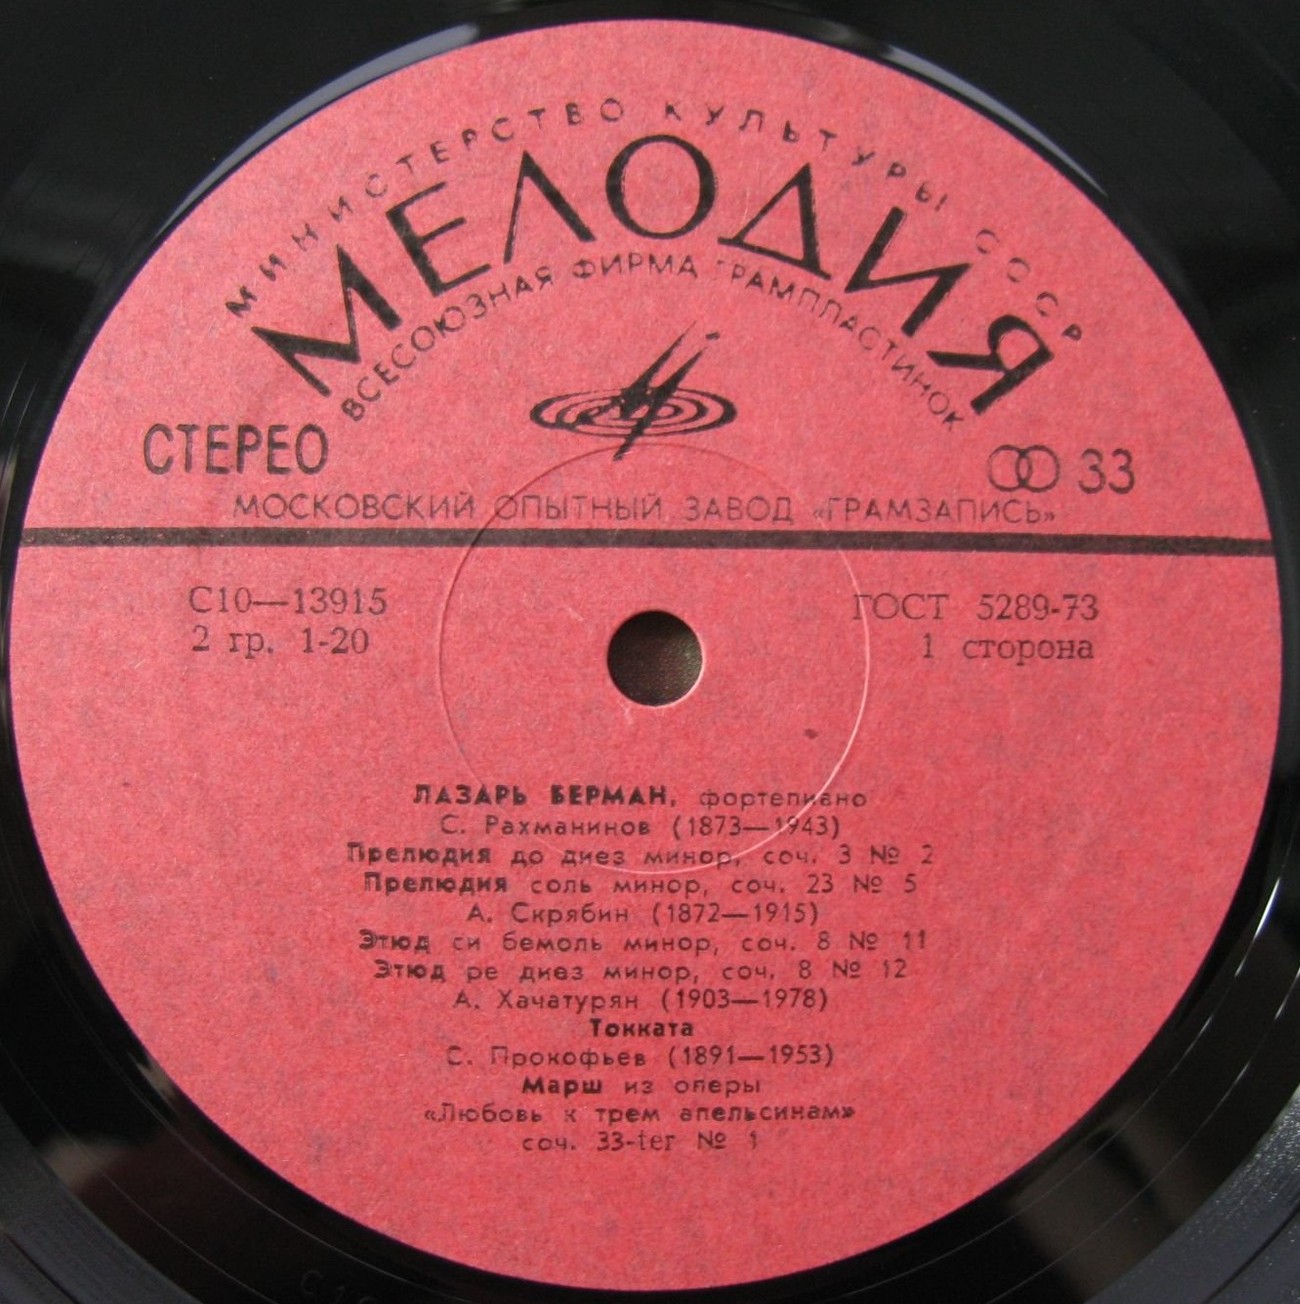 МИНИСТЕРСТВО КУЛЬТУРЫ СССР
МЕЛОДИЯ
ВСЕСОЮЗНАЯ ФИРМА ГРАМПЛАСТИНОК
СТЕРЕО
33
МОСКОВСКИЙ ОПЫТНЫЙ ЗАВОД «ГРАМЗАПИСЬ»
С10—13915
ГОСТ 5289-73
2 гр. 1-20
1 сторона
ЛАЗАРЬ БЕРМАН, фортепиано
С. Рахманинов (1873—1943)
Прелюдия до диез минор, соч. 3 № 2
Прелюдия соль минор, соч. 23 № 5
А. Скрябин (1872—1915)
Этюд си бемоль минор, соч. 8 № 11
Этюд ре диез минор, соч. 8 № 12
А. Хачатурян (1903—1978)
Токката
С. Прокофьев (1891—1953)
Марш из оперы
«Любовь к трем апельсинам»
соч. 33-ter № 1